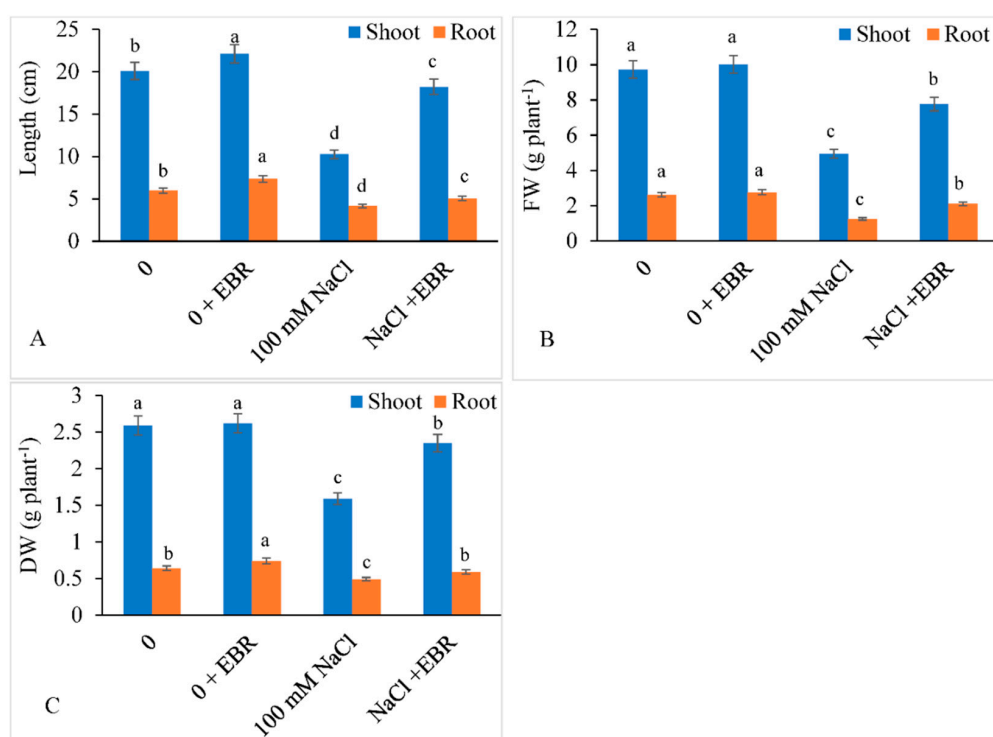 Shoot Root
Length (cm)
25
20
15
10
5
0
b a d c
b a d c
0
0 + EBR
100 mM NaCl
NaCl +EBR
A
Shoot Root
FW (g plant⁻¹)
12
10
8
6
4
2
0
a a c b
a a c b
0
0 + EBR
100 mM NaCl
NaCl +EBR
B
Shoot Root
DW (g plant⁻¹)
3
2.5
2
1.5
1
0.5
0
a a c b
b a c b
0
0 + EBR
100 mM NaCl
NaCl +EBR
C